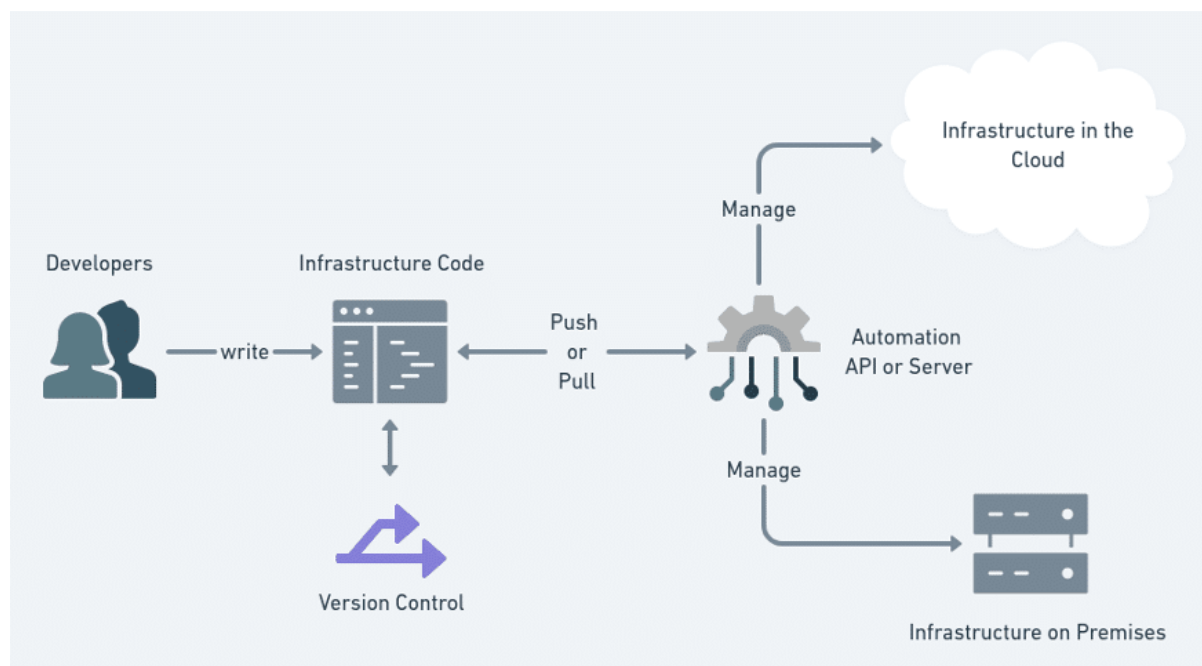 Developers
write
Infrastructure Code
Version Control
Push
or
Pull
Automation
API or Server
Manage
Infrastructure in the
Cloud
Manage
Infrastructure on Premises